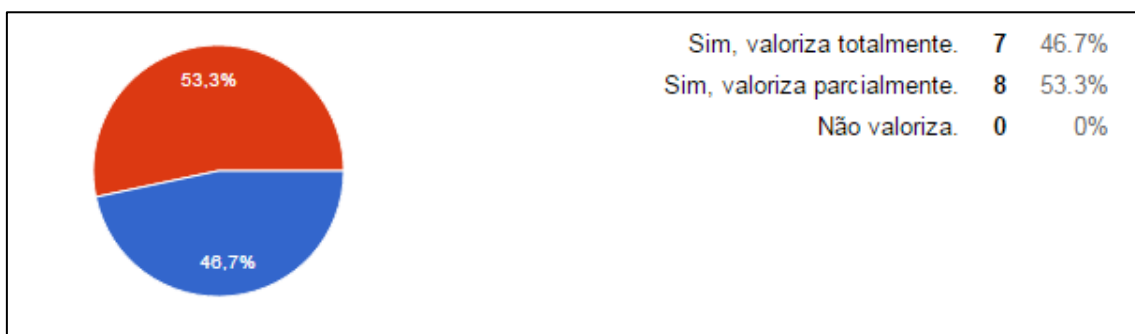 53,3%
46,7%
Sim, valoriza totalmente. 7 46.7%
Sim, valoriza parcialmente. 8 53.3%
Não valoriza. 0 0%